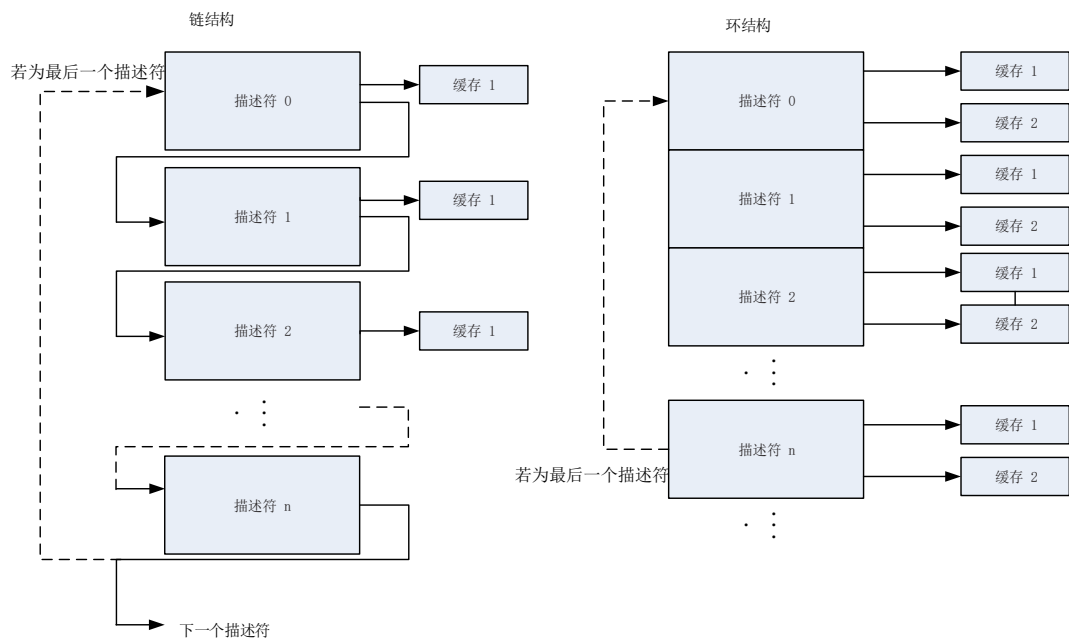 链结构
若为最后一个描述符
描述符 0
缓存 1
描述符 1
缓存 1
描述符 2
缓存 1
描述符 n
下一个描述符
环结构
描述符 0
缓存 1
缓存 2
描述符 1
缓存 1
缓存 2
描述符 2
缓存 1
缓存 2
描述符 n
缓存 1
缓存 2
若为最后一个描述符